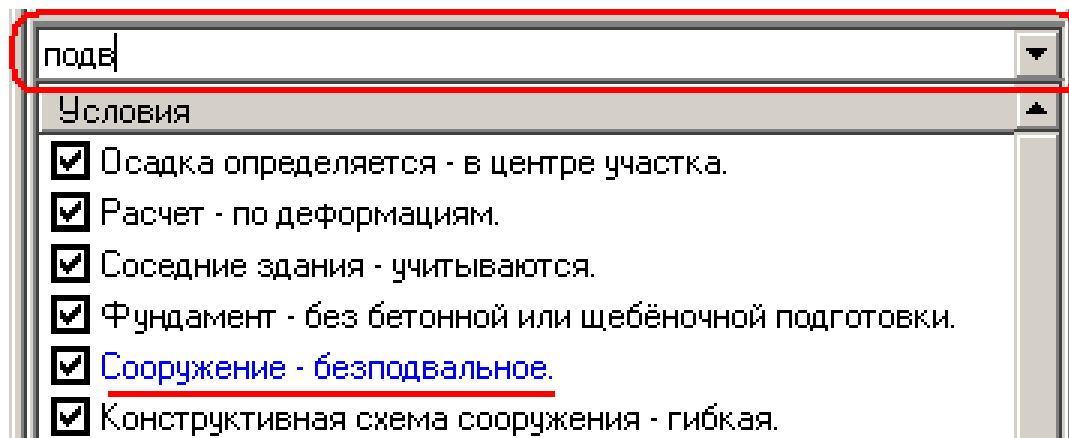 подв
Условия
Осадка определяется - в центре участка.
Расчет - по деформациям.
Соседние здания - учитываются.
Фундамент - без бетонной или щебёночной подготовки.
Сооружение - безподвальное.
Конструктивная схема сооружения - гибкая.